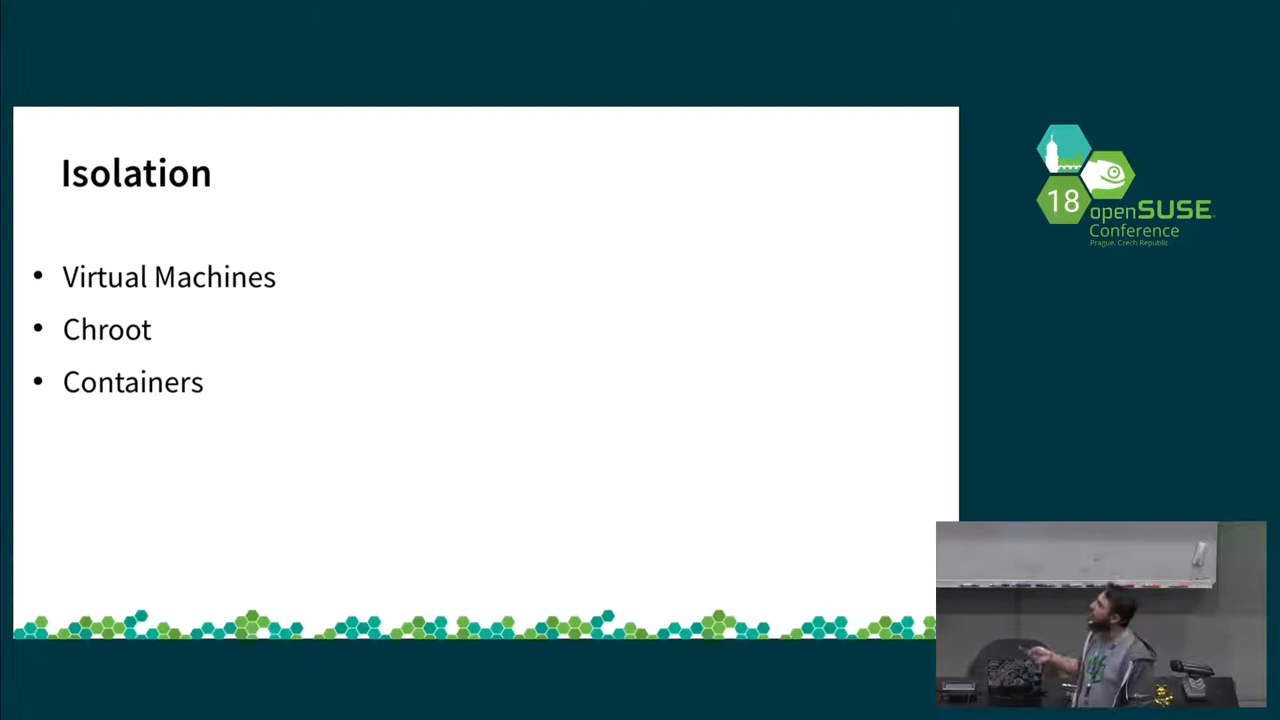 Isolation
• Virtual Machines
• Chroot
• Containers
18
openSUSE
Conference
Prague, Czech Republic